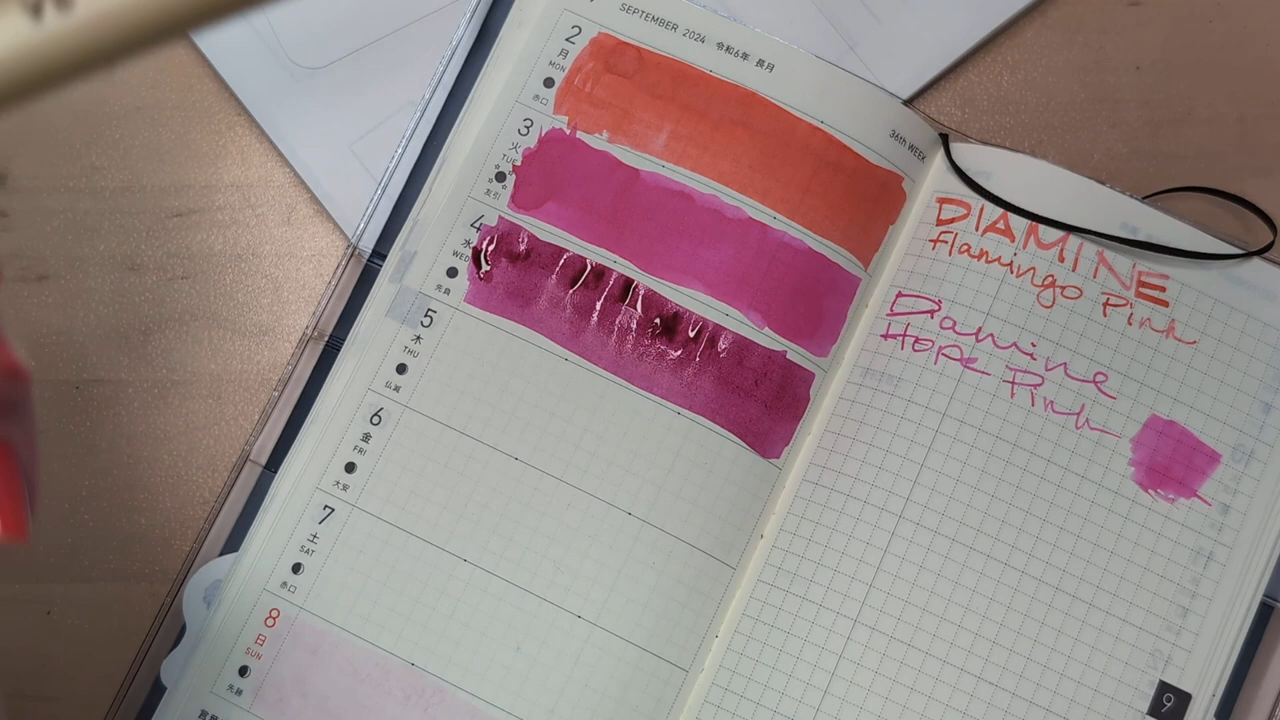 SEPTEMBER 2024 令和6年 長月
2
月
MON
赤口
3
火
TUE
友引
4
水
WED
先負
5
木
THU
仏滅
6
金
FRI
大安
7
土
SAT
赤口
8
日
SUN
先勝
36th WEEK
DIAMINE
Flamingo Pink
Diamine
Hope Pink
9